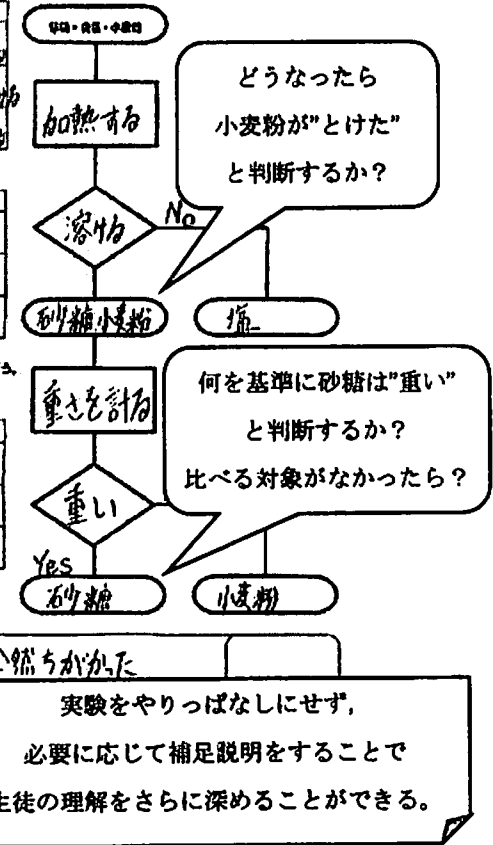 加熱する
どうなったら
小麦粉が"とけた"
と判断するか？
溶ける
No
砂糖,小麦粉
塩
重さを計る
何を基準に砂糖は"重い"
と判断するか？
比べる対象がなかったら？
重い
Yes
砂糖
小麦粉
ちがかった
実験をやりっぱなしにせず,
必要に応じて補足説明をすることで
生徒の理解をさらに深めることができる。